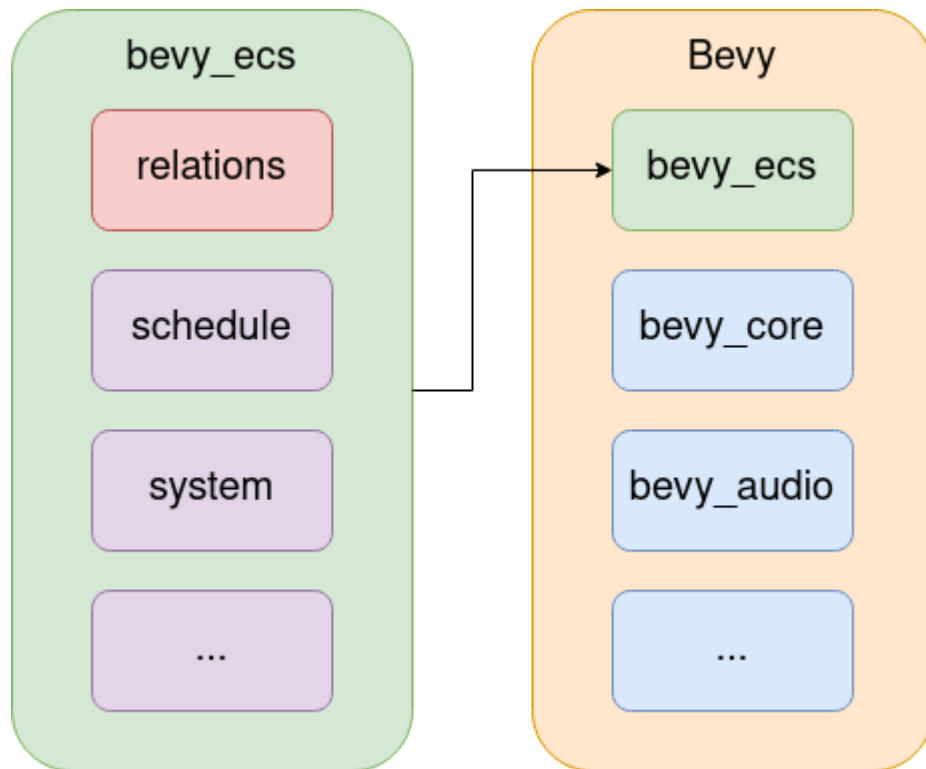 bevy_ecs
relations
schedule
system
...
Bevy
bevy_ecs
bevy_core
bevy_audio
...